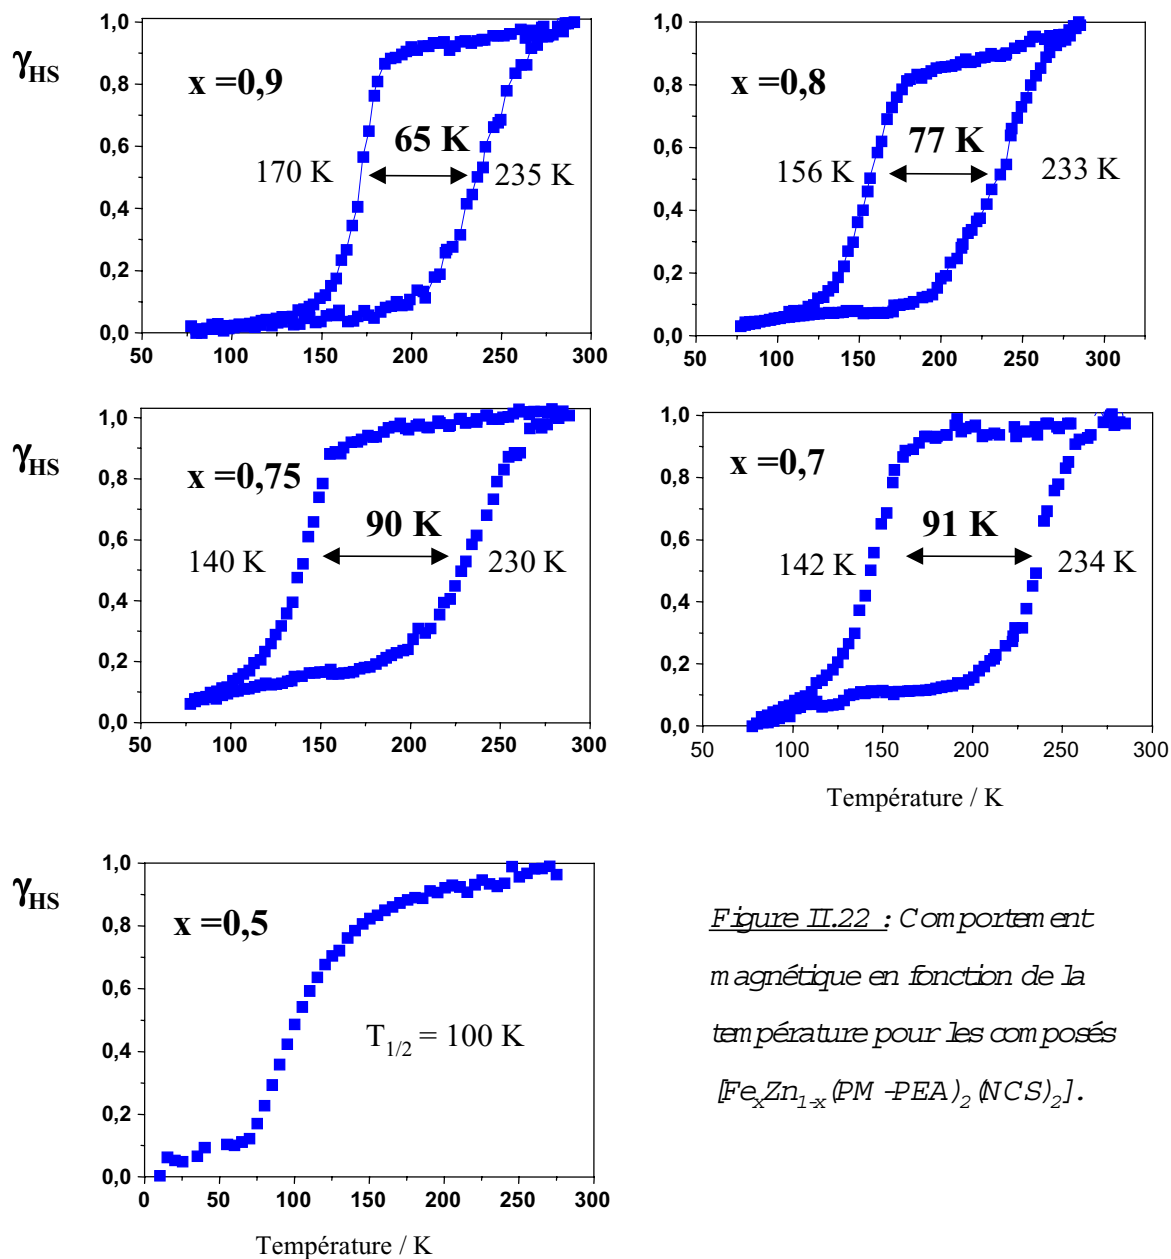 γHS
x =0,9
65 K
170 K
235 K
1,0
0,8
0,6
0,4
0,2
0,0
50 100 150 200 250 300
x =0,8
77 K
156 K
233 K
1,0
0,8
0,6
0,4
0,2
0,0
50 100 150 200 250 300
γHS
x =0,75
90 K
140 K
230 K
1,0
0,8
0,6
0,4
0,2
0,0
50 100 150 200 250 300
x =0,7
91 K
142 K
234 K
1,0
0,8
0,6
0,4
0,2
0,0
50 100 150 200 250 300
Température / K
γHS
x =0,5
T1/2 = 100 K
1,0
0,8
0,6
0,4
0,2
0,0
0 50 100 150 200 250 300
Température / K
Figure II.22 : Comportement
magnétique en fonction de la
température pour les composés
[FexZn1-x(PM-PEA)2(NCS)2].